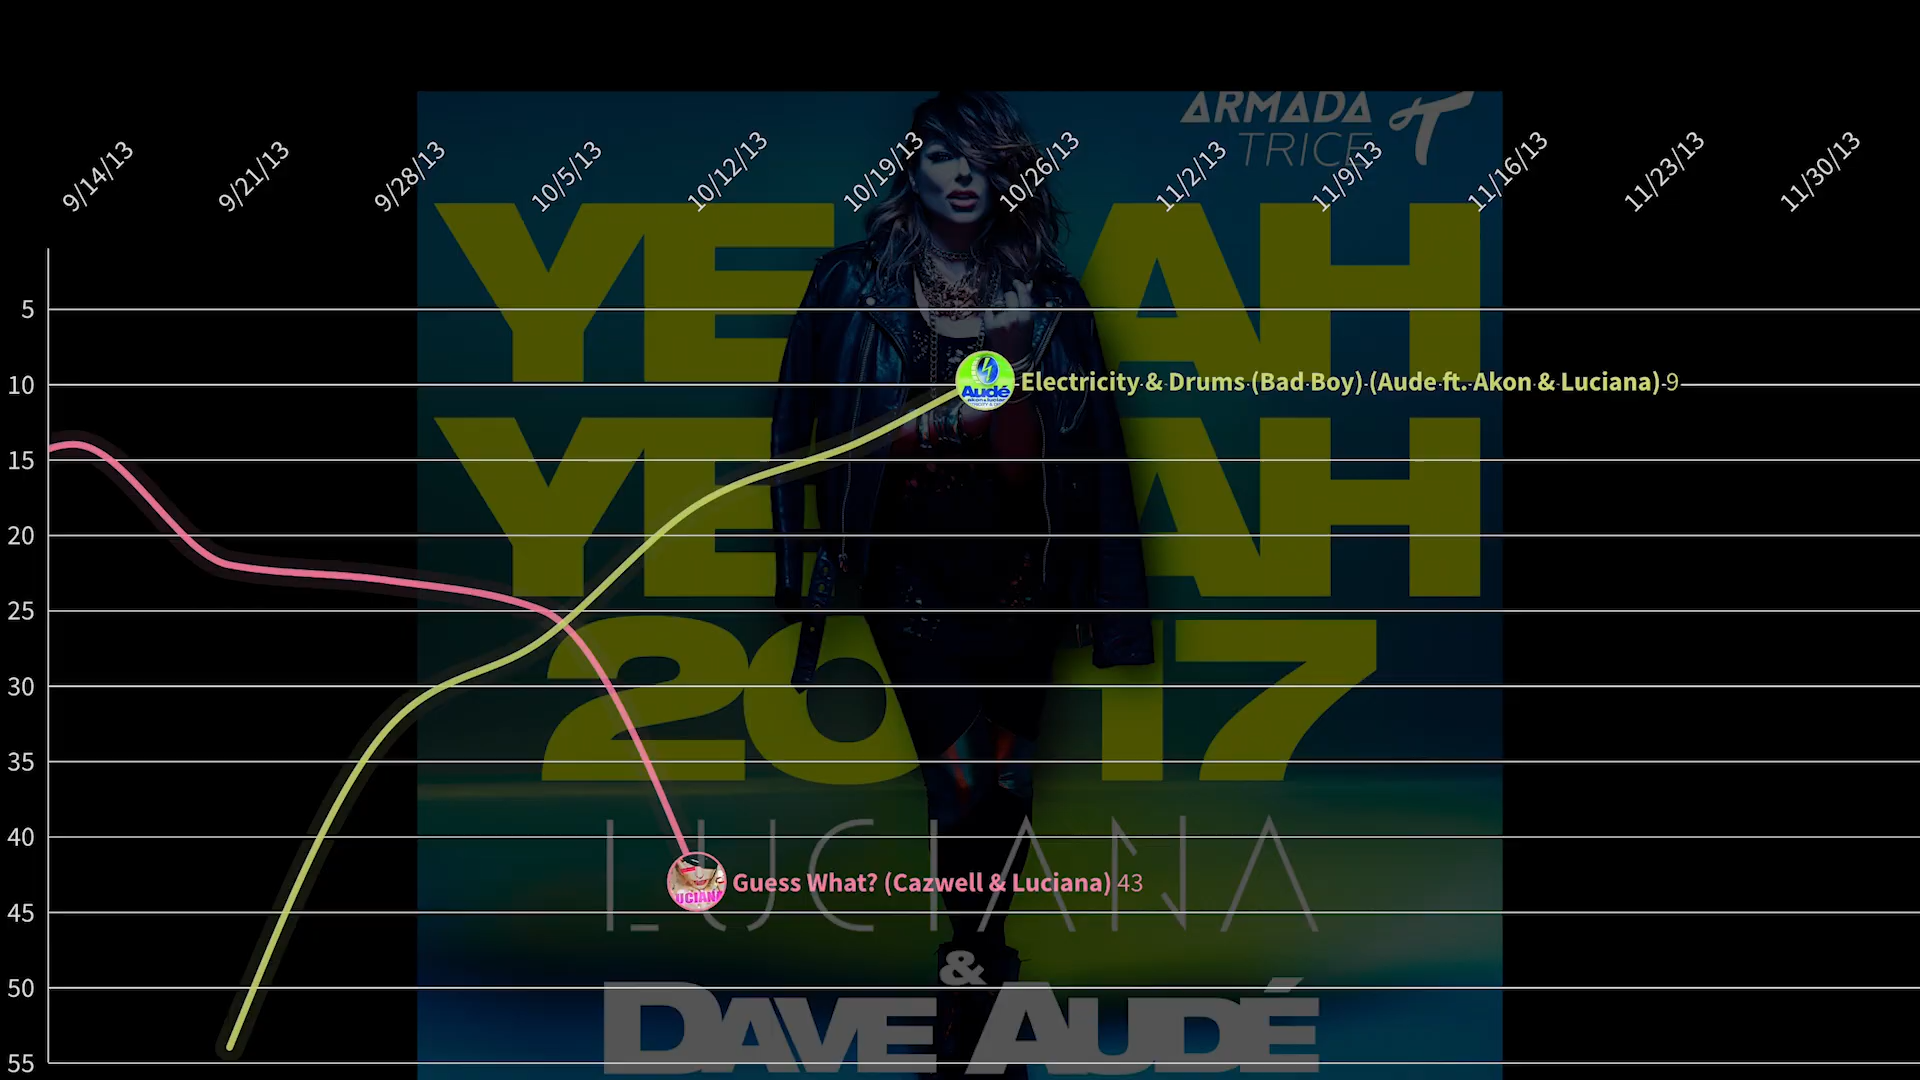 ARMADA
TRICE
9/14/13
9/21/13
9/28/13
10/5/13
10/12/13
10/19/13
10/26/13
11/2/13
11/9/13
11/16/13
11/23/13
11/30/13
YEAH
5
Audé
Electricity & Drums (Bad Boy) (Aude ft. Akon & Luciana) 9
10
YEAH
15
20
25
2017
30
35
40
LUCIANA
Guess What? (Cazwell & Luciana) 43
45
&
50
DAVE AUDÉ
55